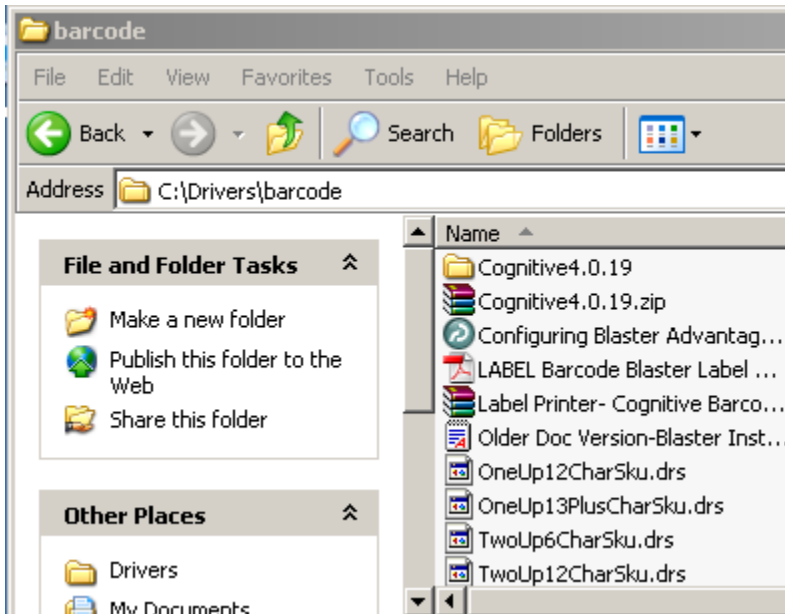 barcode
File Edit View Favorites Tools Help
Back Search Folders
Address C:\Drivers\barcode
File and Folder Tasks
Make a new folder
Publish this folder to the
Web
Share this folder
Other Places
Drivers
My Documents
Name
Cognitive4.0.19
Cognitive4.0.19.zip
Configuring Blaster Advantag...
LABEL Barcode Blaster Label ...
Label Printer- Cognitive Barco...
Older Doc Version-Blaster Inst...
OneUp12CharSku.drs
OneUp13PlusCharSku.drs
TwoUp6CharSku.drs
TwoUp12CharSku.drs